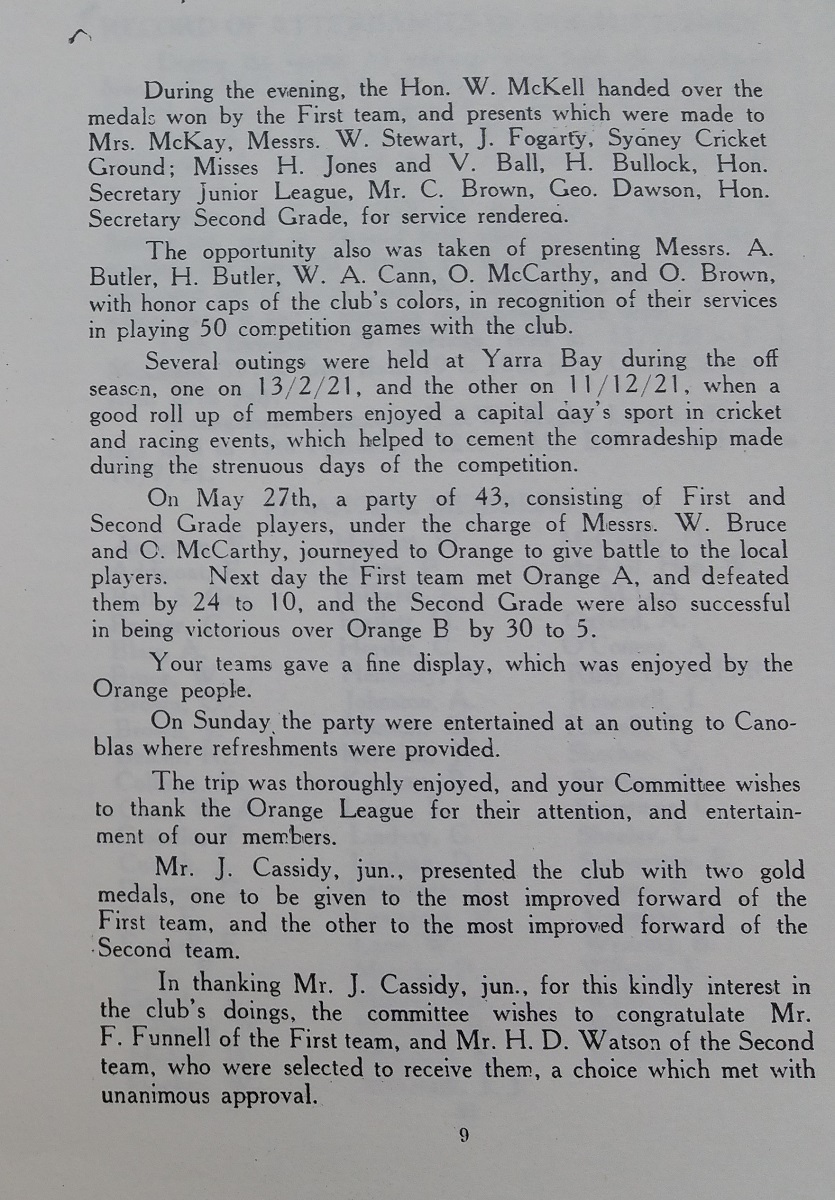 During the evening, the Hon. W. McKell handed over the
medals won by the First team, and presents which were made to
Mrs. McKay, Messrs. W. Stewart, J. Fogarty, Sydney Cricket
Ground; Misses H. Jones and V. Ball, H. Bullock, Hon.
Secretary Junior League, Mr. C. Brown, Geo. Dawson, Hon.
Secretary Second Grade, for service rendered.
The opportunity also was taken of presenting Messrs. A.
Butler, H. Butler, W. A. Cann, O. McCarthy, and O. Brown,
with honor caps of the club's colors, in recognition of their services
in playing 50 competition games with the club.
Several outings were held at Yarra Bay during the off
season, one on 13/2/21, and the other on 11/12/21, when a
good roll up of members enjoyed a capital day's sport in cricket
and racing events, which helped to cement the comradeship made
during the strenuous days of the competition.
On May 27th, a party of 43, consisting of First and
Second Grade players, under the charge of Messrs. W. Bruce
and O. McCarthy, journeyed to Orange to give battle to the local
players. Next day the First team met Orange A, and defeated
them by 24 to 10, and the Second Grade were also successful
in being victorious over Orange B by 30 to 5.
Your teams gave a fine display, which was enjoyed by the
Orange people.
On Sunday the party were entertained at an outing to Cano-
blas where refreshments were provided.
The trip was thoroughly enjoyed, and your Committee wishes
to thank the Orange League for their attention, and entertain-
ment of our members.
Mr. J. Cassidy, jun., presented the club with two gold
medals, one to be given to the most improved forward of the
First team, and the other to the most improved forward of the
Second team.
In thanking Mr. J. Cassidy, jun., for this kindly interest in
the club's doings, the committee wishes to congratulate Mr.
F. Funnell of the First team, and Mr. H. D. Watson of the Second
team, who were selected to receive them, a choice which met with
unanimous approval.
9